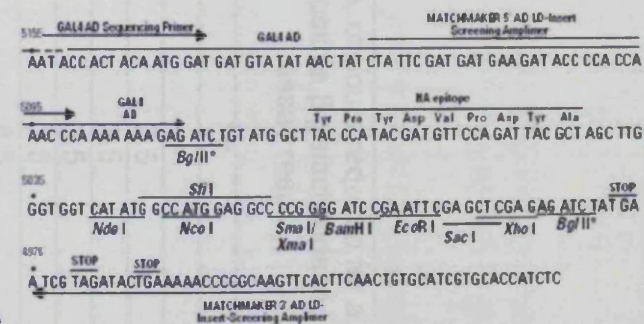 MATCHMAKER 5' AD LD-Insert
Screening Amplimer
5156 GAL4 AD Sequencing Primer GAL4 AD
AAT ACC ACT ACA ATG GAT GAT GTA TAT AAC TAT CTA TTC GAT GAT GAA GAT ACC CCA CCA
5095 GAL4 AD
HA epitope
Tyr Pro Tyr Asp Val Pro Asp Tyr Ala
AAC CCA AAA AAA GAG ATC TGT ATG GCT TAC CCA TAC GAT GTT CCA GAT TAC GCT AGC TTG
Bgl II*
5035 Sfi I STOP
GGT GGT CAT ATG GCC ATG GAG GCC CCG GGG ATC CGA ATT CGA GCT CGA GAG ATC TAT GA
Nde I Nco I Sma I/ Xma I BamH I EcoR I Sac I Xho I Bgl II*
4976 STOP STOP
A TCG TAGATACTGAAAAACCCCGCAAGTTCACTTCAACTGTGCATCGTGCACCATCTC
MATCHMAKER 3' AD LD-
Insert-Screening Amplimer